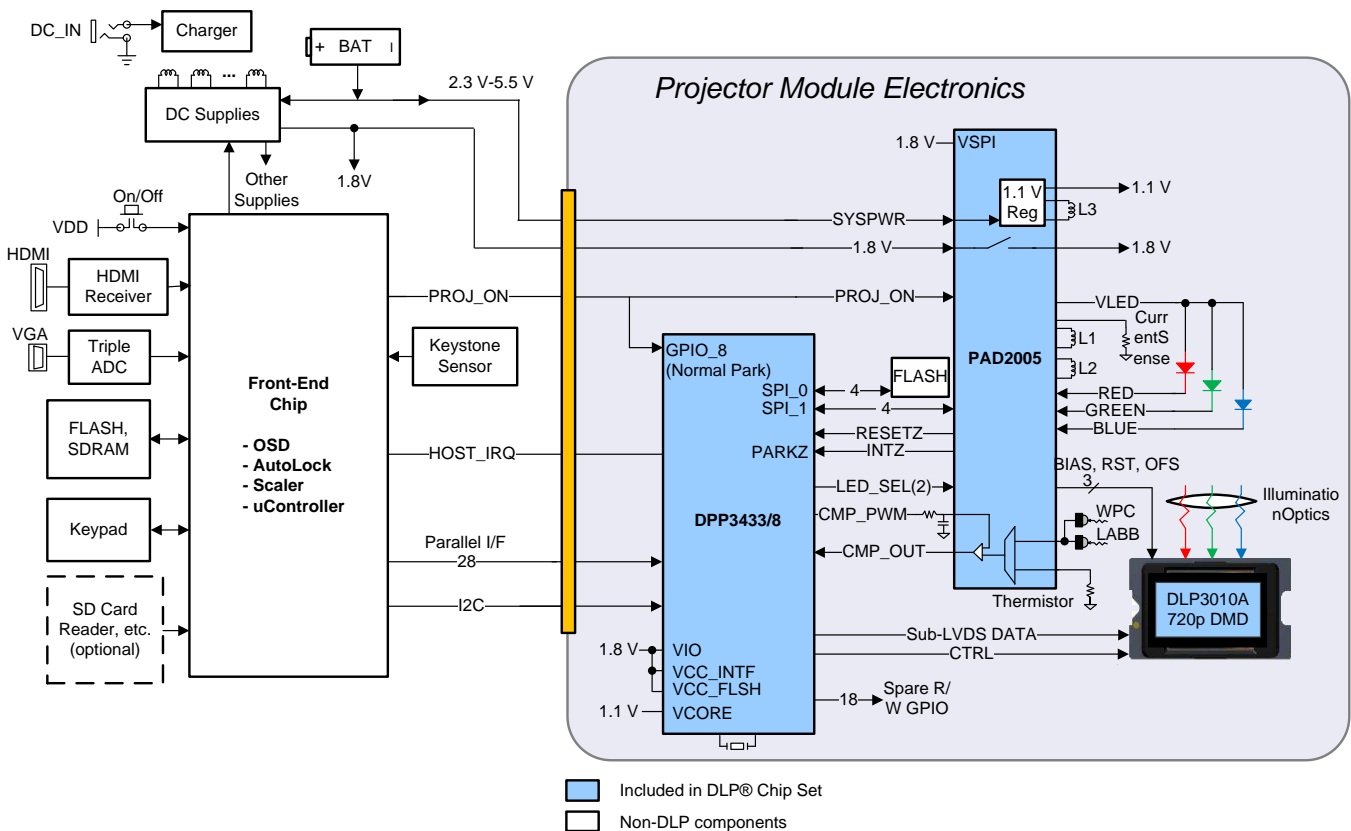 DC_IN
Charger
+ BAT
2.3 V-5.5 V
DC Supplies
Other
Supplies
1.8V
On/Off
VDD
HDMI
HDMI
Receiver
VGA
Triple
ADC
FLASH,
SDRAM
Keypad
SD Card
Reader, etc.
(optional)
Front-End
Chip
- OSD
- AutoLock
- Scaler
- uController
PROJ_ON
Keystone
Sensor
HOST_IRQ
Parallel I/F
28
I2C
Projector Module Electronics
1.8 V
VSPI
1.1 V
Reg
1.1 V
L3
SYSPWR
1.8 V
1.8 V
PROJ_ON
PAD2005
VLED
Curr
entS
ense
L1
L2
RED
GREEN
BLUE
GPIO_8
(Normal Park)
SPI_0
4
FLASH
SPI_1
4
RESETZ
PARKZ
INTZ
LED_SEL(2)
DPP3433/8
CMP_PWM
CMP_OUT
BIAS, RST, OFS
3
WPC
LABB
Thermistor
Illuminatio
nOptics
DLP3010A
720p DMD
Sub-LVDS DATA
CTRL
1.8 V
VIO
VCC_INTF
VCC_FLSH
1.1 V
VCORE
18
Spare R/
W GPIO
Included in DLP® Chip Set
Non-DLP components